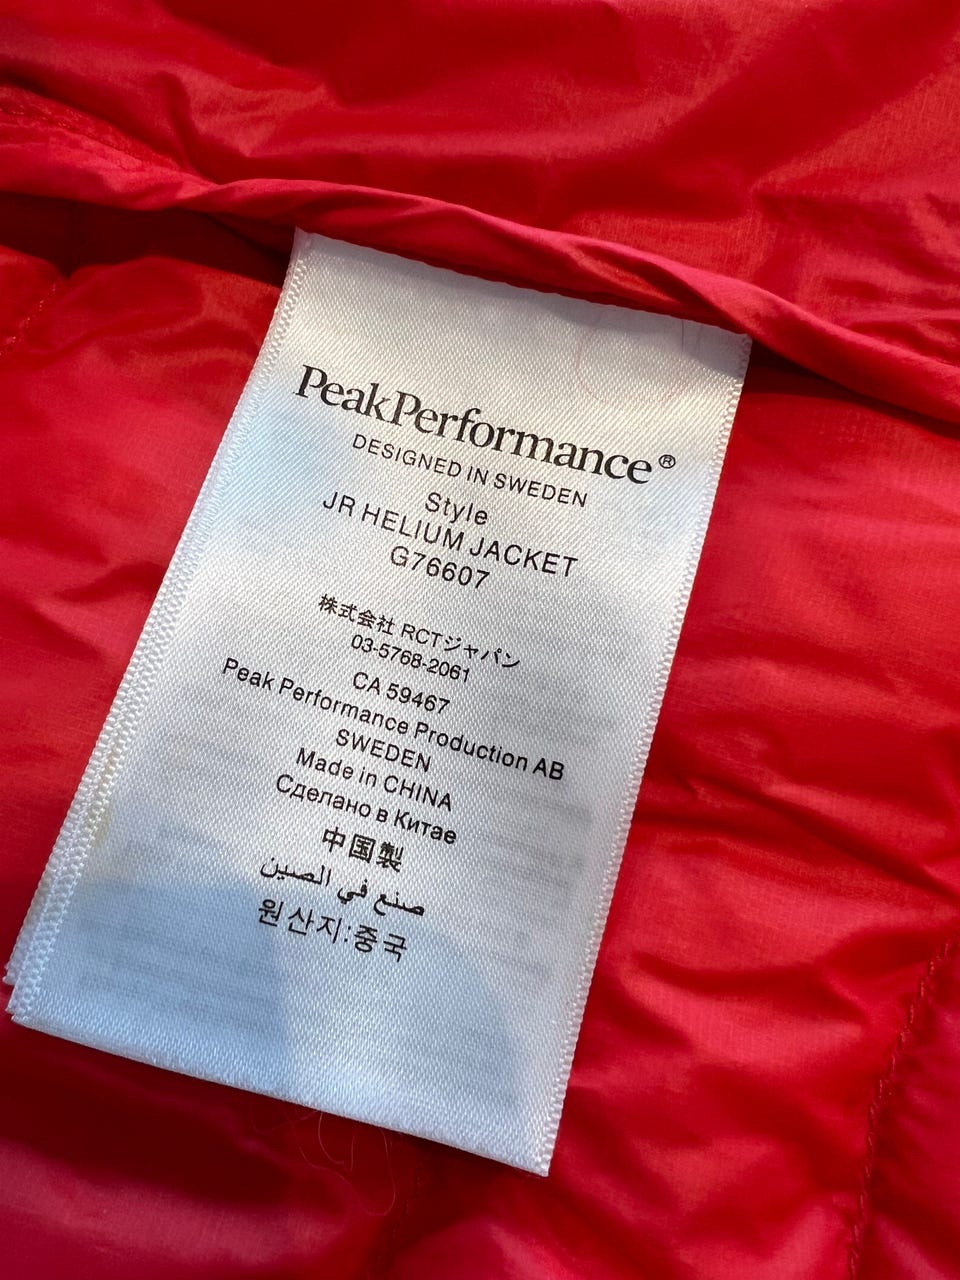 PeakPerformance®
DESIGNED IN SWEDEN
Style
JR HELIUM JACKET
G76607
株式会社 RCTジャパン
03-5768-2061
CA 59467
Peak Performance Production AB
SWEDEN
Made in CHINA
Сделано в Китае
中国製
صنع في الصين
원산지:중국